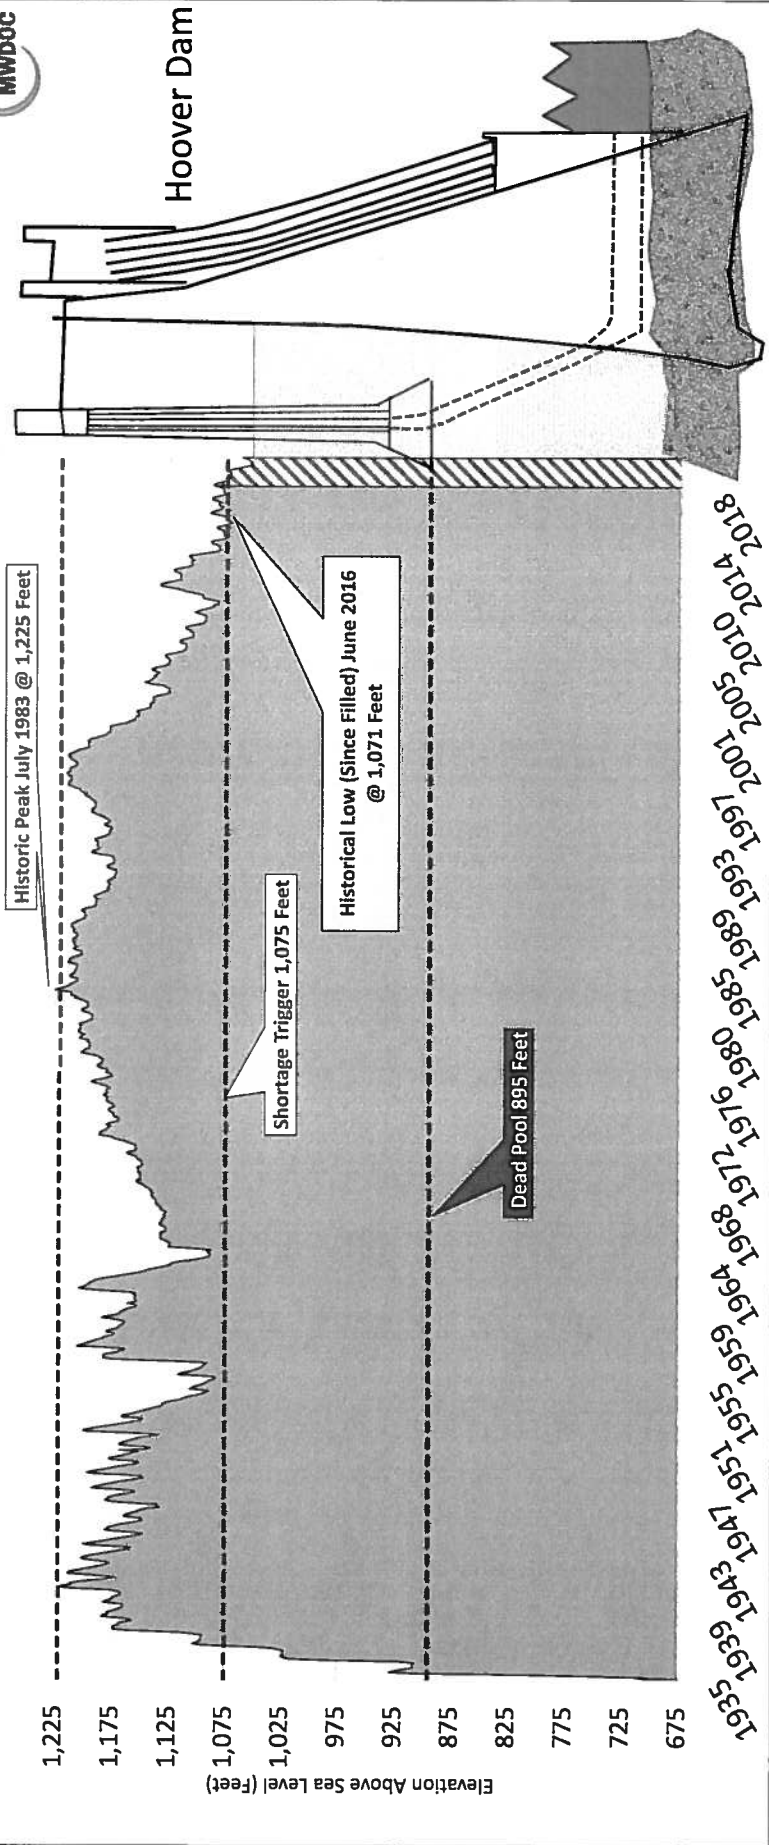 MWDOC
Hoover Dam
Historic Peak July 1983 @ 1,225 Feet
Shortage Trigger 1,075 Feet
Historical Low (Since Filled) June 2016
@ 1,071 Feet
Dead Pool 895 Feet
Elevation Above Sea Level (Feet)
1,225
1,175
1,125
1,075
1,025
975
925
875
825
775
725
675
1935 1939 1943 1947 1951 1955 1959 1964 1968 1972 1976 1980 1985 1989 1993 1997 2001 2005 2010 2014 2018